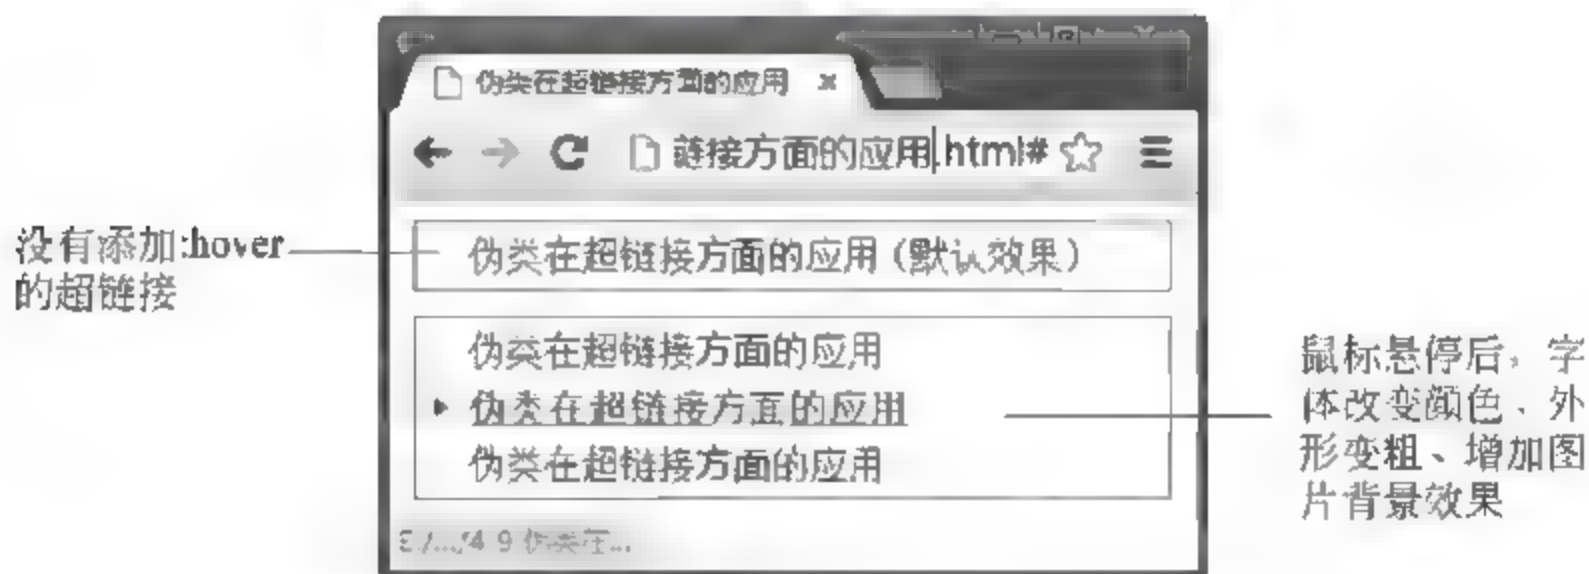 伪类在超链接方面的应用
链接方面的应用.html#
没有添加:hover
的超链接
伪类在超链接方面的应用（默认效果）
伪类在超链接方面的应用
伪类在超链接方面的应用
伪类在超链接方面的应用
鼠标悬停后，字
体改变颜色、外
形变粗、增加图
片背景效果
E:/.../4 9 伪类在...